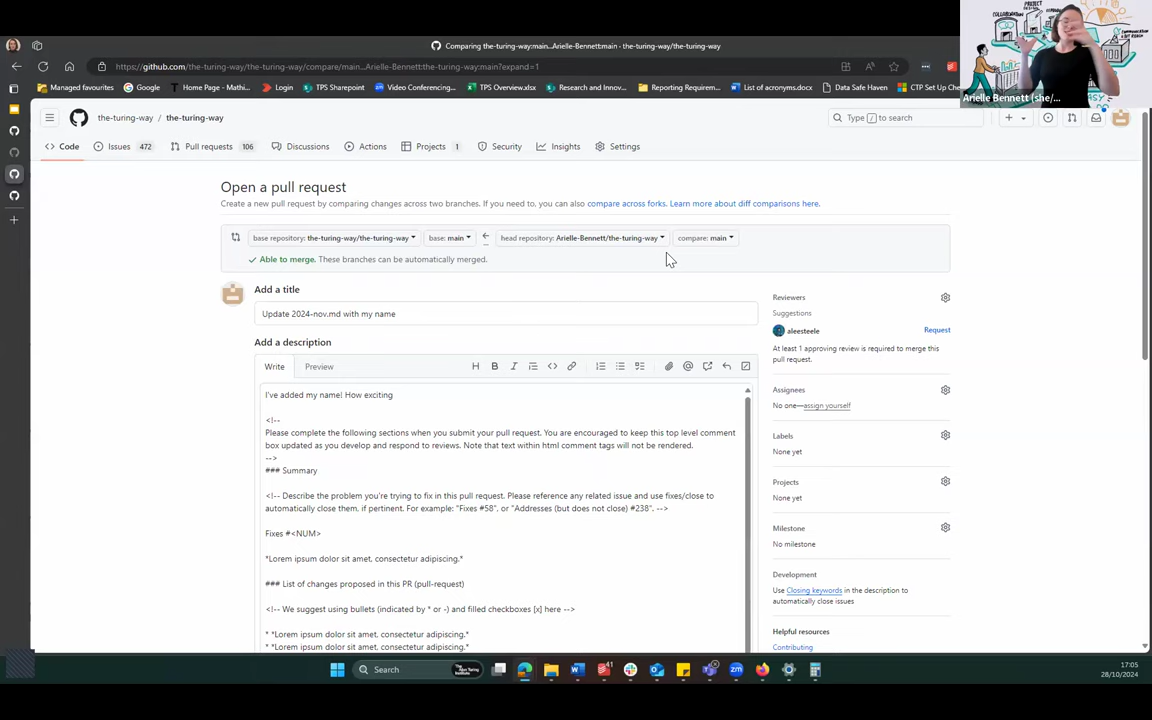 Comparing the-turing-way:main...Arielle-Bennett:main · the-turing-way/the-turing-way
https://github.com/the-turing-way/the-turing-way/compare/main...Arielle-Bennett:the-turing-way:main?expand=1
Managed favourites
Google
Home Page - Mathi...
Login
TPS Sharepoint
Video Conferencing...
TPS Overview.xlsx
Research and Innov...
Reporting Requirem...
List of acronyms.docx
Data Safe Haven
CTP Set Up Che
COLLABORATION
PROJECT DESIGN
Arielle Bennett (she/...
the-turing-way / the-turing-way
Type / to search
Code
Issues 472
Pull requests 106
Discussions
Actions
Projects 1
Security
Insights
Settings
Open a pull request
Create a new pull request by comparing changes across two branches. If you need to, you can also compare across forks. Learn more about diff comparisons here.
base repository: the-turing-way/the-turing-way
base: main
head repository: Arielle-Bennett/the-turing-way
compare: main
Able to merge. These branches can be automatically merged.
Add a title
Update 2024-nov.md with my name
Add a description
Write
Preview
I've added my name! How exciting
<!--
Please complete the following sections when you submit your pull request. You are encouraged to keep this top level comment
box updated as you develop and respond to reviews. Note that text within html comment tags will not be rendered.
-->
### Summary
<!-- Describe the problem you're trying to fix in this pull request. Please reference any related issue and use fixes/close to
automatically close them, if pertinent. For example: "Fixes #58", or "Addresses (but does not close) #238". -->
Fixes #<NUM>
*Lorem ipsum dolor sit amet, consectetur adipiscing.*
### List of changes proposed in this PR (pull-request)
<!-- We suggest using bullets (indicated by * or -) and filled checkboxes [x] here -->
* *Lorem ipsum dolor sit amet, consectetur adipiscing.*
* *Lorem ipsum dolor sit amet, consectetur adipiscing.*
Reviewers
Suggestions
aleesteele
Request
At least 1 approving review is required to merge this
pull request.
Assignees
No one—assign yourself
Labels
None yet
Projects
None yet
Milestone
No milestone
Development
Use Closing keywords in the description to
automatically close issues
Helpful resources
Contributing
Search
41
17:05
28/10/2024